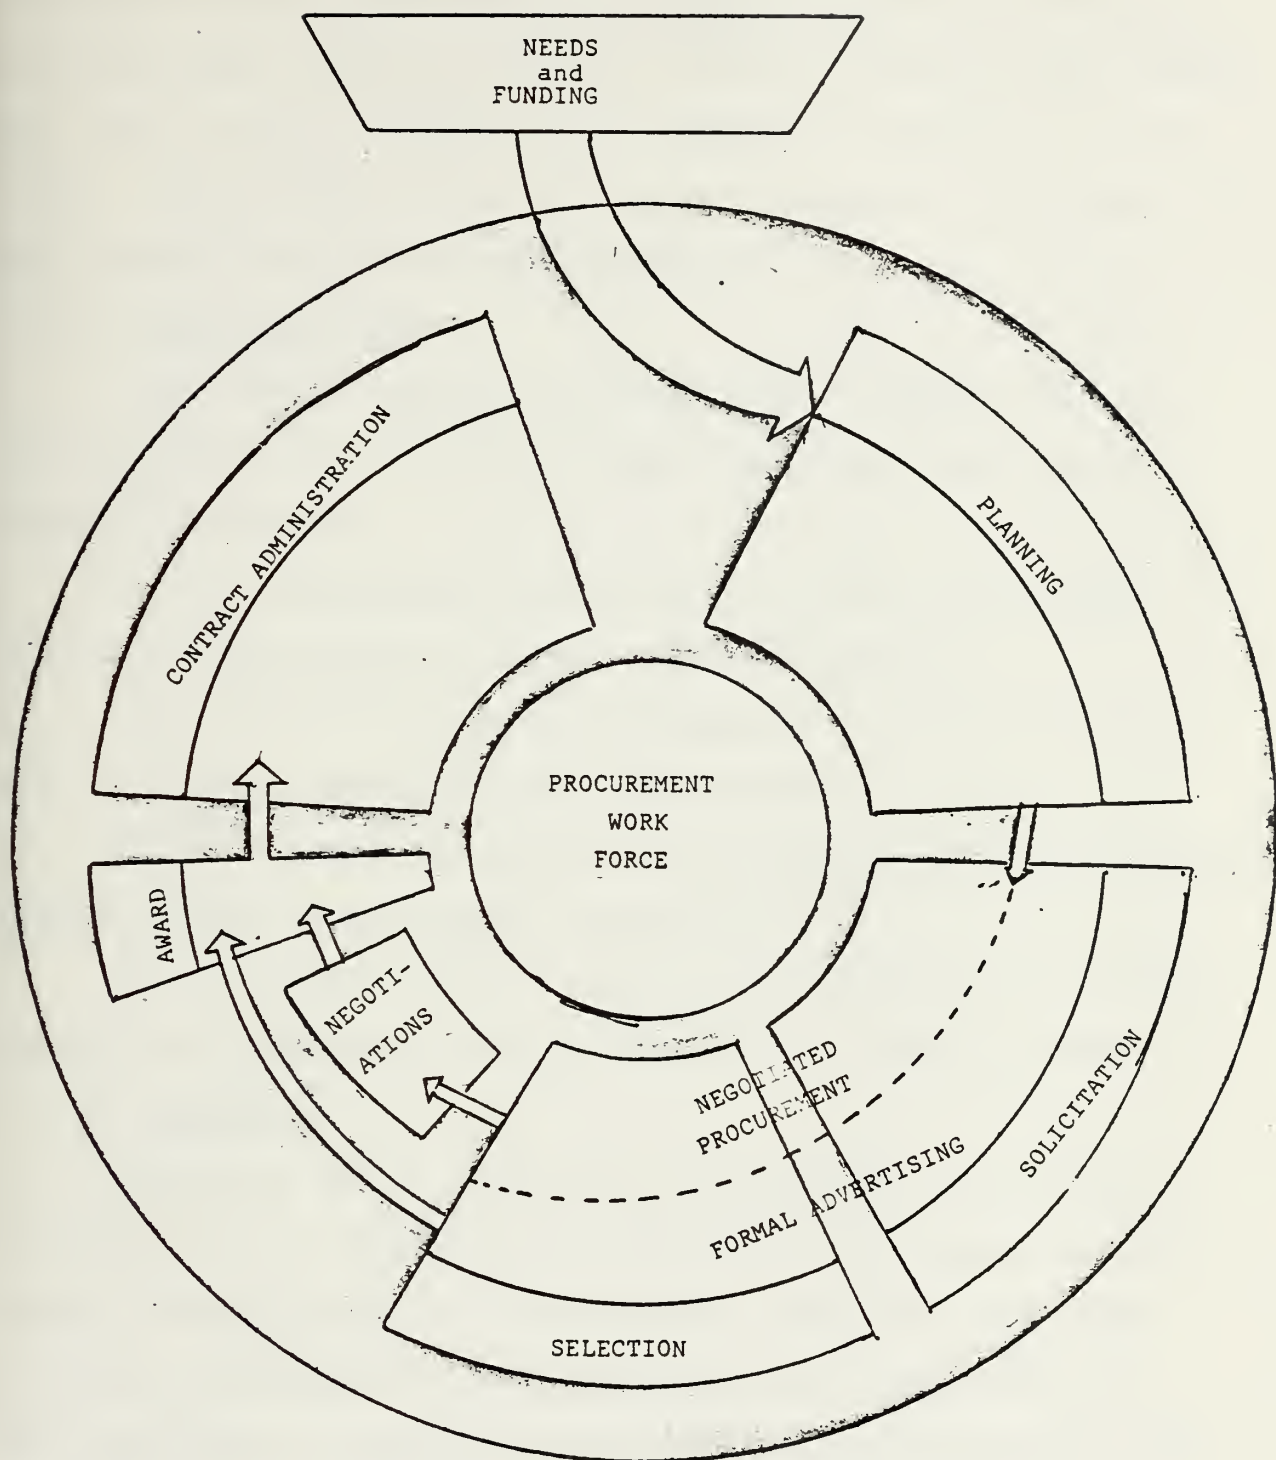 NEEDS
and
FUNDING
PLANNING
CONTRACT ADMINISTRATION
PROCUREMENT
WORK
FORCE
AWARD
NEGOTI-
ATIONS
NEGOTIATED
PROCUREMENT
FORMAL ADVERTISING
SOLICITATION
SELECTION